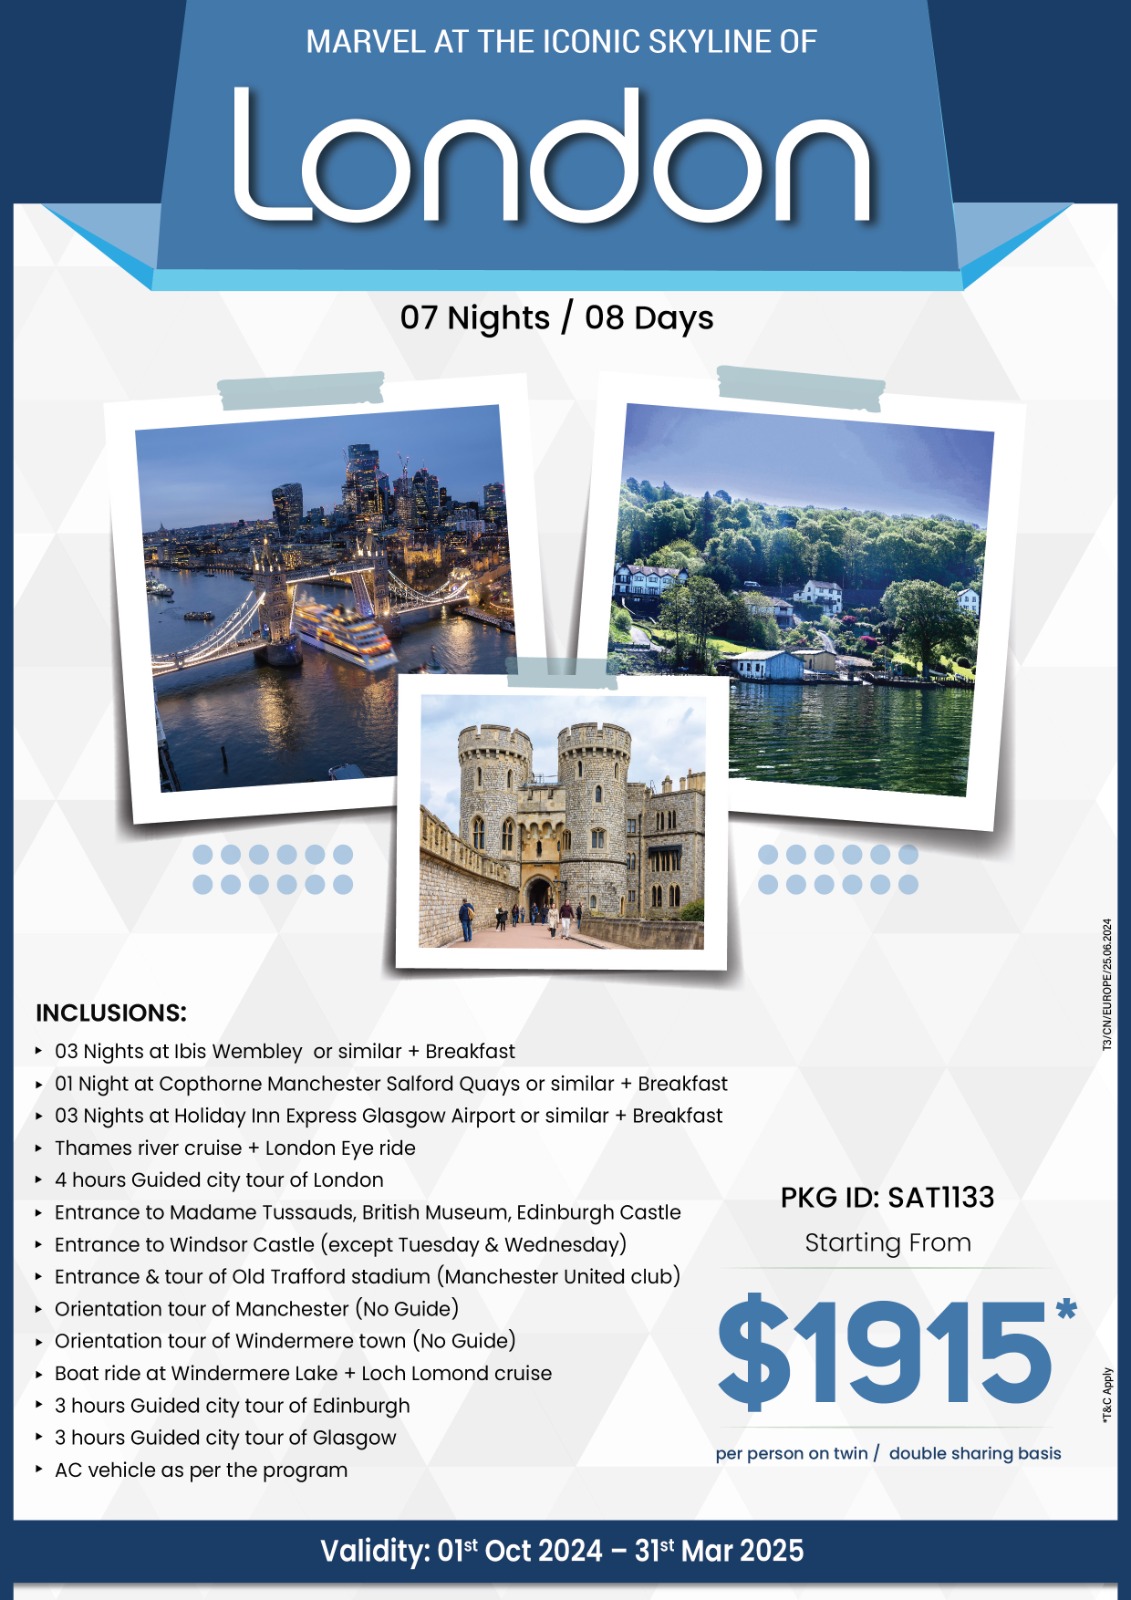 MARVEL AT THE ICONIC SKYLINE OF
London
07 Nights / 08 Days
INCLUSIONS:
‣ 03 Nights at Ibis Wembley or similar + Breakfast
‣ 01 Night at Copthorne Manchester Salford Quays or similar + Breakfast
‣ 03 Nights at Holiday Inn Express Glasgow Airport or similar + Breakfast
‣ Thames river cruise + London Eye ride
‣ 4 hours Guided city tour of London
‣ Entrance to Madame Tussauds, British Museum, Edinburgh Castle
‣ Entrance to Windsor Castle (except Tuesday & Wednesday)
‣ Entrance & tour of Old Trafford stadium (Manchester United club)
‣ Orientation tour of Manchester (No Guide)
‣ Orientation tour of Windermere town (No Guide)
‣ Boat ride at Windermere Lake + Loch Lomond cruise
‣ 3 hours Guided city tour of Edinburgh
‣ 3 hours Guided city tour of Glasgow
‣ AC vehicle as per the program
PKG ID: SAT1133
Starting From
$1915*
per person on twin / double sharing basis
T3/CN/EUROPE/25.06.2024
*T&C Apply
Validity: 01st Oct 2024 – 31st Mar 2025